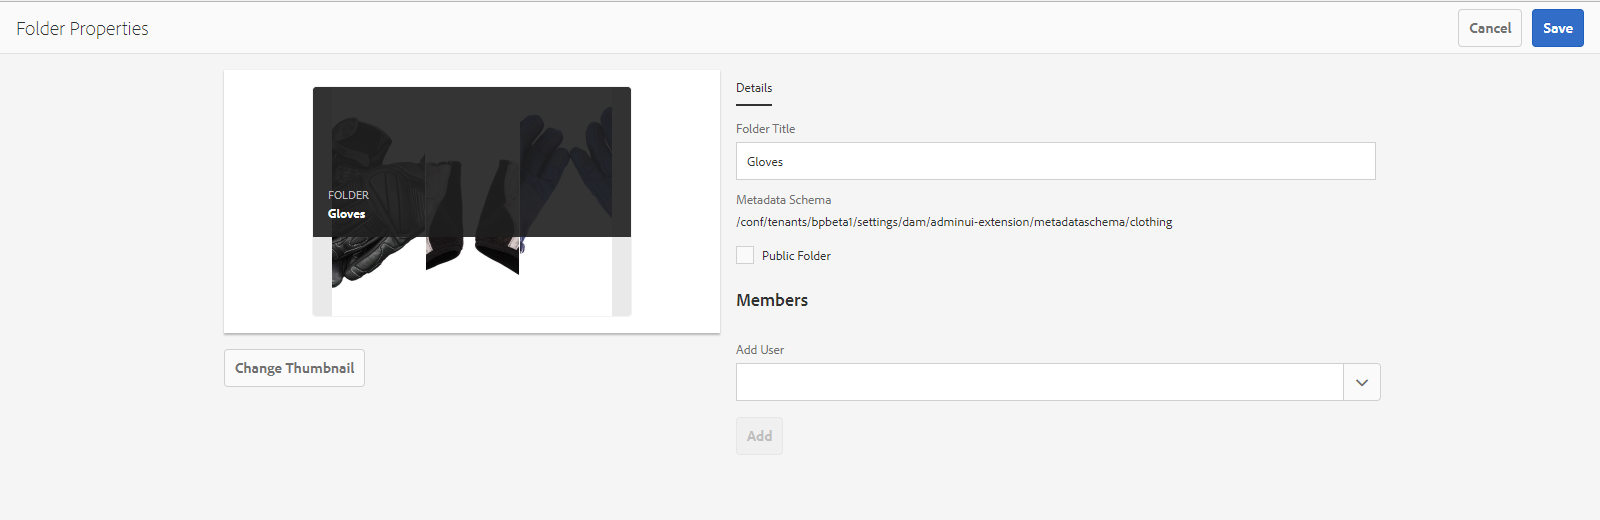 Folder Properties
Cancel
Save
FOLDER
Gloves
Change Thumbnail
Details
Folder Title
Gloves
Metadata Schema
/conf/tenants/bpbeta1/settings/dam/adminui-extension/metadataschema/clothing
Public Folder
Members
Add User
Add